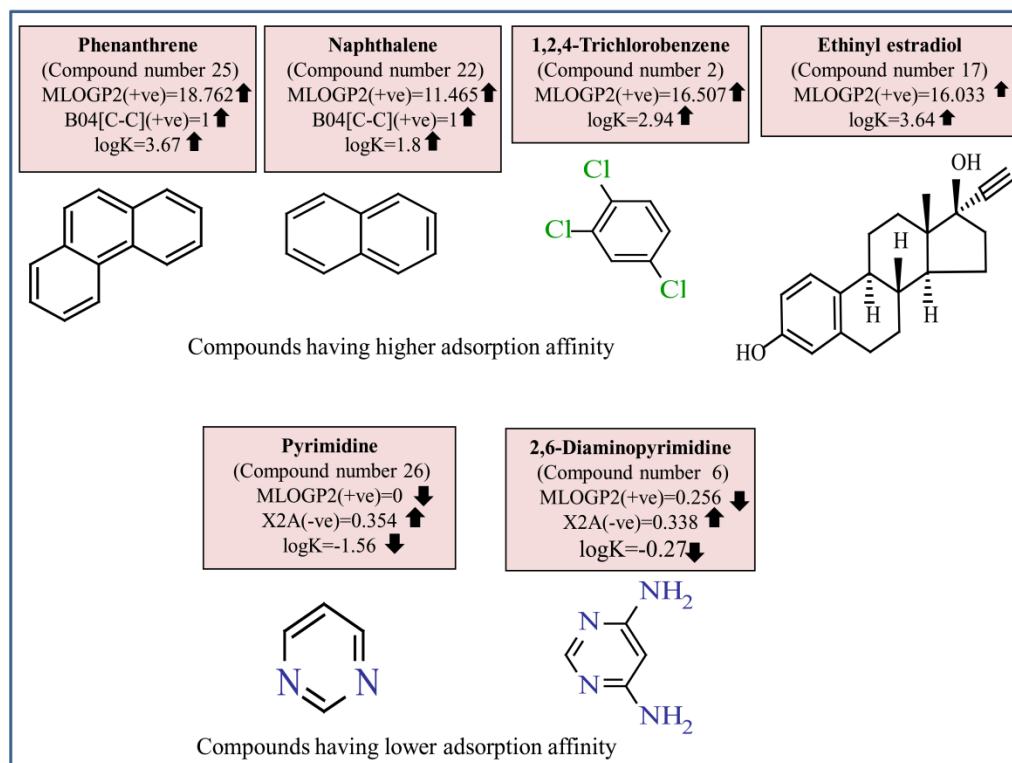 Phenanthrene
(Compound number 25)
MLOGP2(+ve)=18.762
B04[C-C](+ve)=1
logK=3.67
Naphthalene
(Compound number 22)
MLOGP2(+ve)=11.465
B04[C-C](+ve)=1
logK=1.8
1,2,4-Trichlorobenzene
(Compound number 2)
MLOGP2(+ve)=16.507
logK=2.94
Ethinyl estradiol
(Compound number 17)
MLOGP2(+ve)=16.033
logK=3.64
Cl
Cl
Cl
OH
H
H
H
HO
Compounds having higher adsorption affinity
Pyrimidine
(Compound number 26)
MLOGP2(+ve)=0
X2A(-ve)=0.354
logK=-1.56
2,6-Diaminopyrimidine
(Compound number 6)
MLOGP2(+ve)=0.256
X2A(-ve)=0.338
logK=-0.27
N N
NH2
N
N
NH2
Compounds having lower adsorption affinity